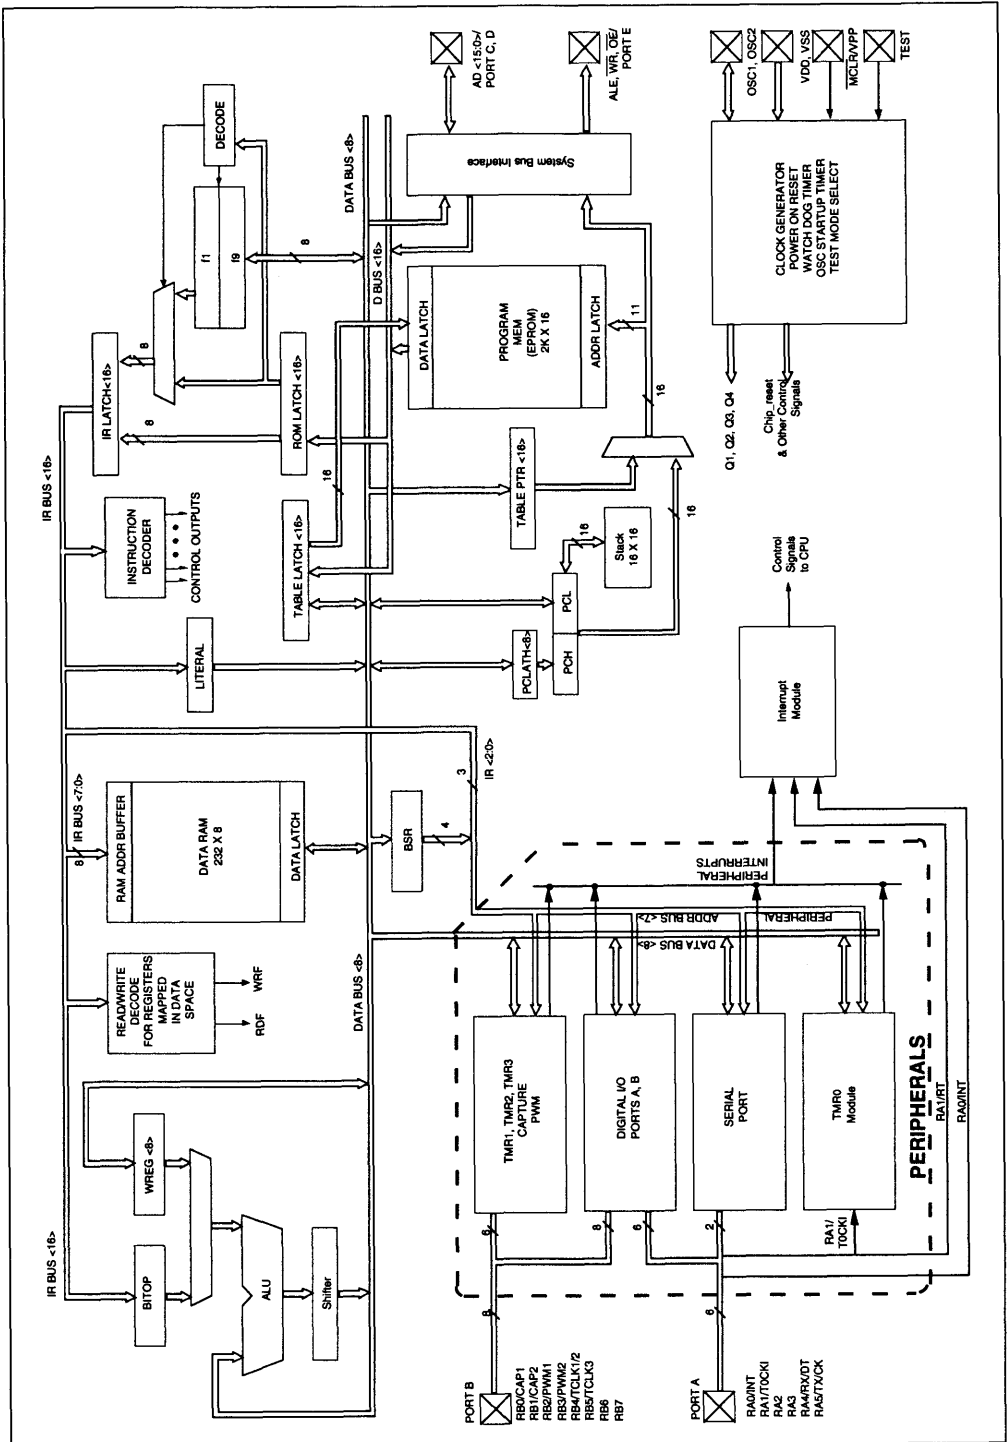 IR BUS <16>
BITOP
WREG <8>
ALU
Shifter
READ/WRITE
DECODE
FOR REGISTERS
MAPPED
IN DATA
SPACE
RDF
WRF
DATA BUS <8>
8
IR BUS <7:0>
RAM ADDR BUFFER
DATA RAM
232 X 8
DATA LATCH
LITERAL
INSTRUCTION
DECODER
CONTROL OUTPUTS
IR BUS <16>
IR LATCH<16>
8
8
ROM LATCH <16>
f1
f9
DECODE
8
TABLE LATCH <16>
16
DATA BUS <8>
D BUS <16>
BSR
4
3
IR <2:0>
PCLATH<8>
PCH
PCL
16
Stack
16 X 16
TABLE PTR <16>
16
16
DATA LATCH
PROGRAM
MEM
(EPROM)
2K X 16
ADDR LATCH
11
System Bus Interface
AD <15:0>/
PORT C, D
ALE, WR, OE/
PORT E
PORT B
RB0/CAP1
RB1/CAP2
RB2/PWM1
RB3/PWM2
RB4/TCLK1/2
RB5/TCLK3
RB6
RB7
8
6
8
TMR1, TMR2, TMR3
CAPTURE
PWM
DIGITAL I/O
PORTS A, B
6
SERIAL
PORT
2
TMR0
Module
RA1/
T0CKI
DATA BUS <8>
ADDR BUS <7>
PERIPHERAL
PERIPHERAL
INTERRUPTS
PERIPHERALS
PORT A
RA0/INT
RA1/T0CKI
RA2
RA3
RA4/RX/DT
RA5/TX/CK
6
RA1/RT
RA0/INT
Interrupt
Module
Control
Signals
to CPU
Q1, Q2, Q3, Q4
Chip_reset
& Other Control
Signals
CLOCK GENERATOR
POWER ON RESET
WATCH DOG TIMER
OSC STARTUP TIMER
TEST MODE SELECT
OSC1, OSC2
VDD, VSS
MCLR/VPP
TEST